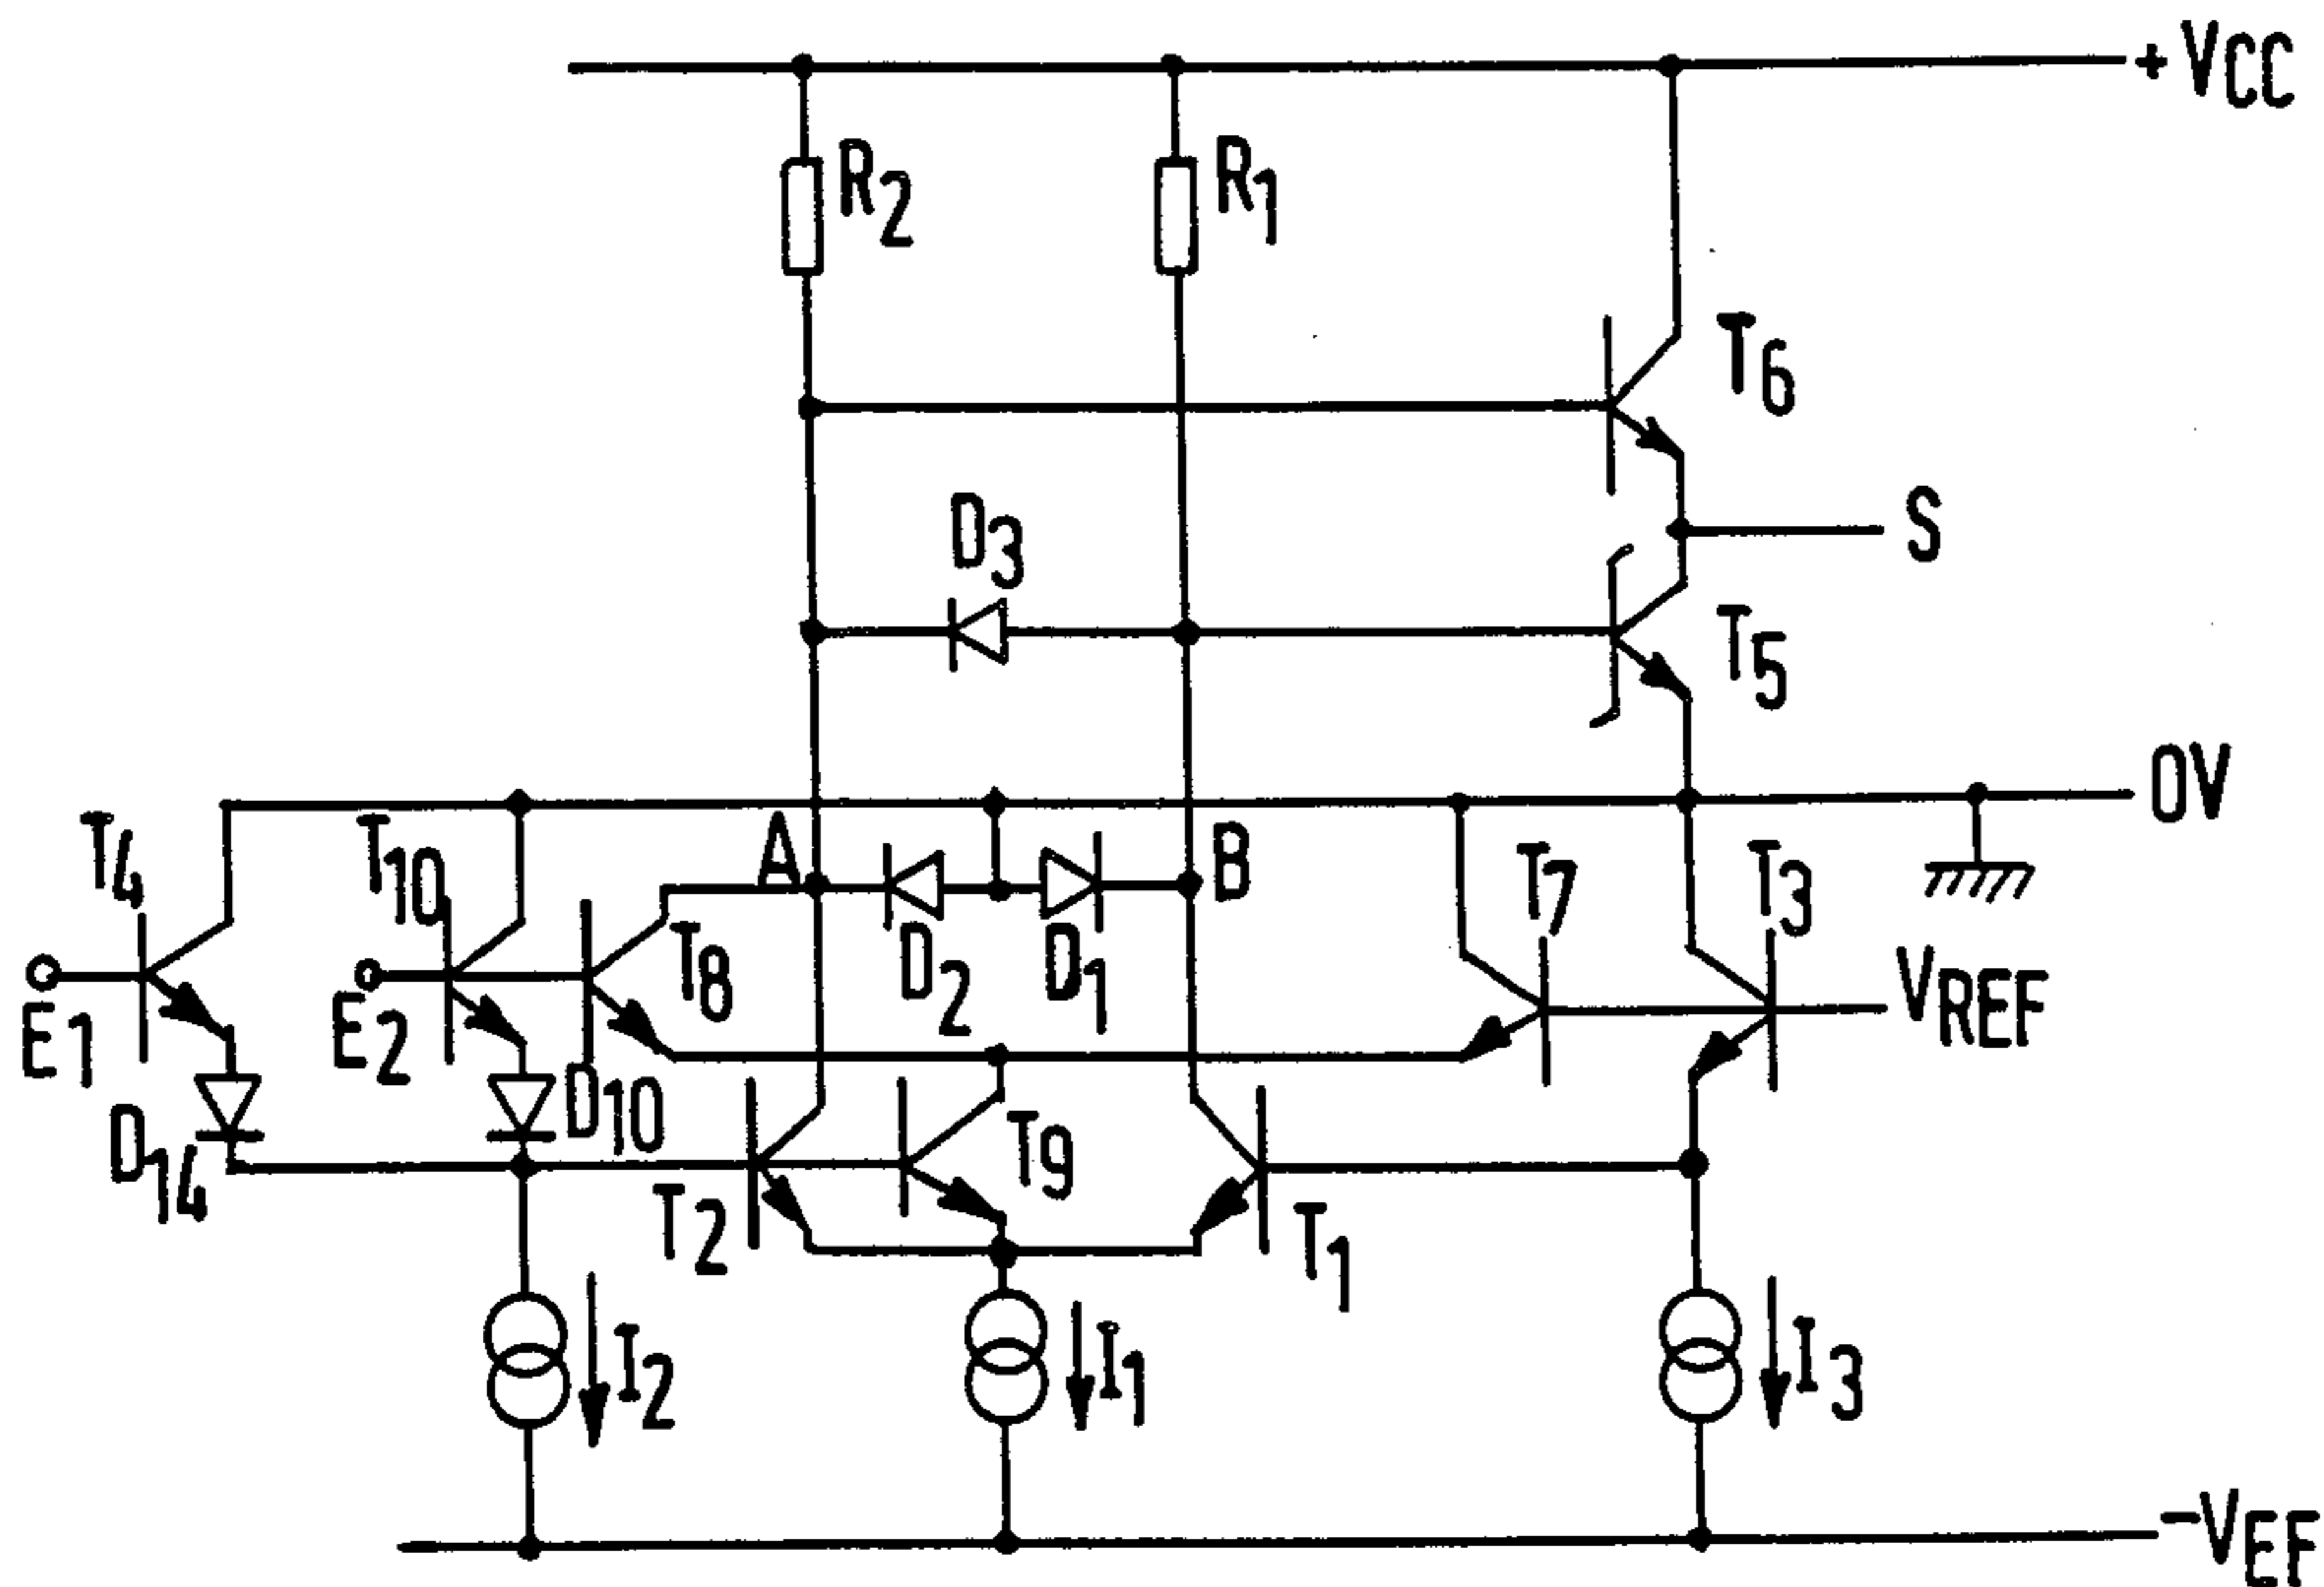 +VCC
R2
R1
T6
S
D3
T5
0V
T4
T10
A
B
T7
T3
T8
D2
D1
VREF
E1
E2
D14
D10
T9
T2
T1
I2
I1
I3
-VEF